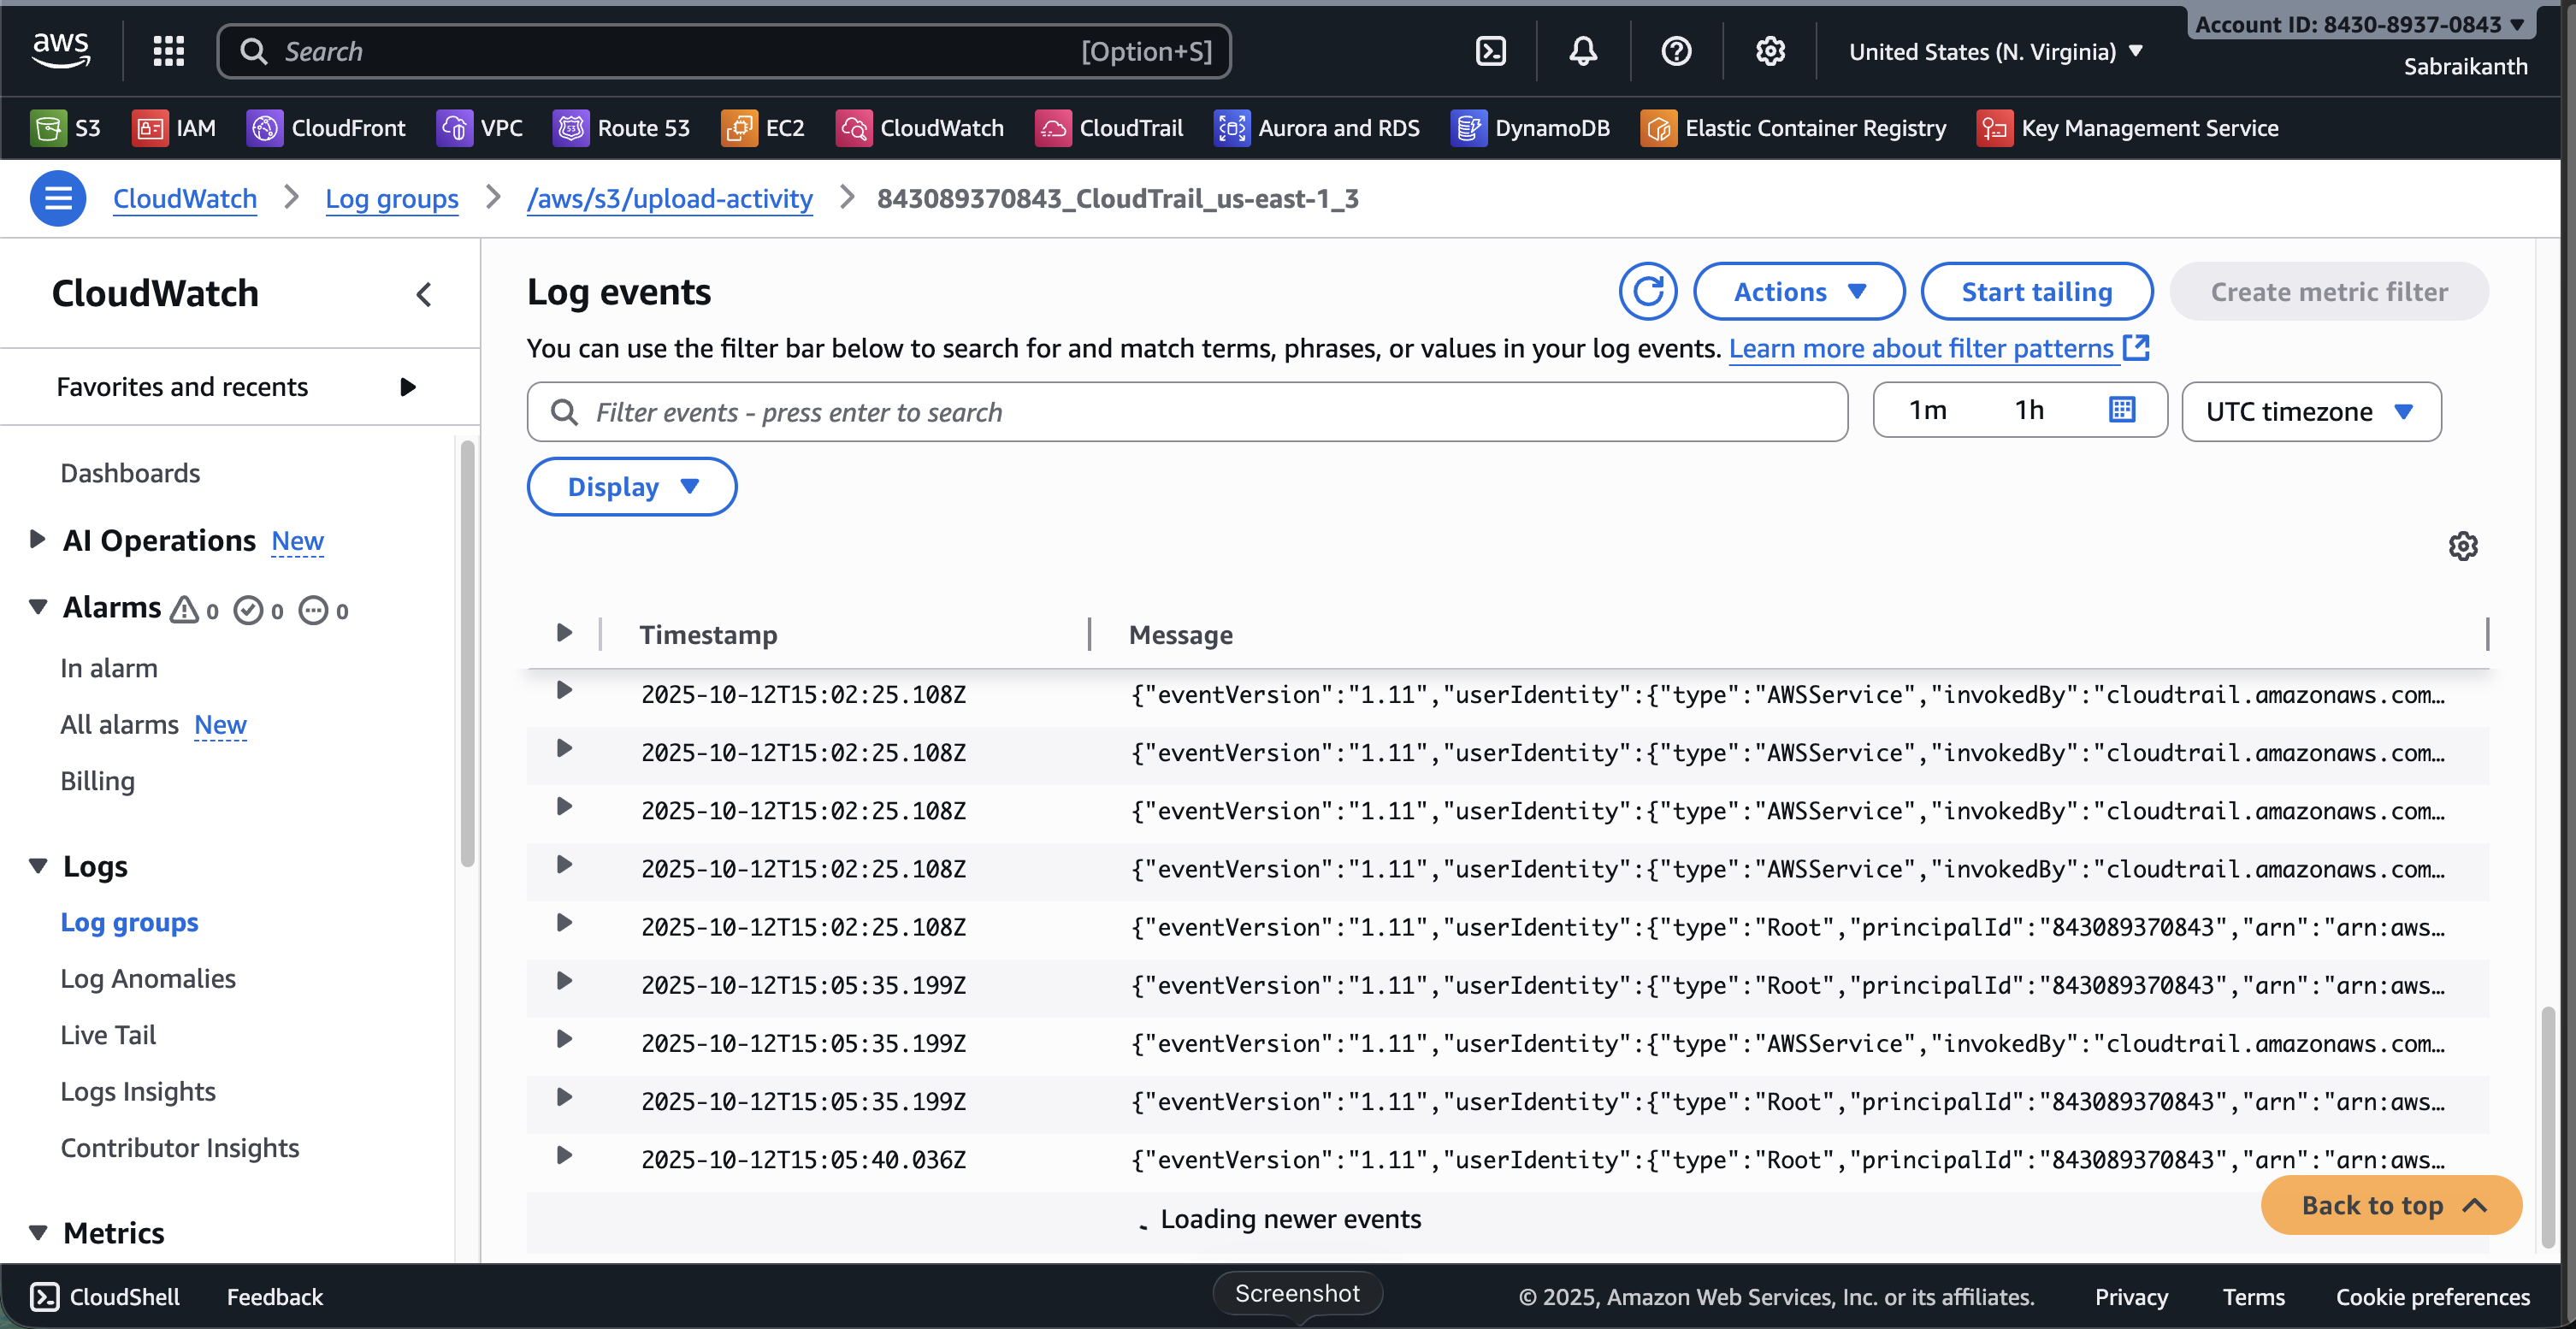 aws
Search [Option+S]
United States (N. Virginia)
Account ID: 8430-8937-0843
Sabraikanth
S3 IAM CloudFront VPC Route 53 EC2 CloudWatch CloudTrail Aurora and RDS DynamoDB Elastic Container Registry Key Management Service
CloudWatch Log groups /aws/s3/upload-activity 843089370843_CloudTrail_us-east-1_3
CloudWatch
Favorites and recents
Dashboards
AI Operations New
Alarms 0 0 0
In alarm
All alarms New
Billing
Logs
Log groups
Log Anomalies
Live Tail
Logs Insights
Contributor Insights
Metrics
Log events
Actions Start tailing Create metric filter
You can use the filter bar below to search for and match terms, phrases, or values in your log events. Learn more about filter patterns
Filter events - press enter to search
1m 1h UTC timezone
Display
Timestamp Message
2025-10-12T15:02:25.108Z {"eventVersion":"1.11","userIdentity":{"type":"AWSService","invokedBy":"cloudtrail.amazonaws.com…
2025-10-12T15:02:25.108Z {"eventVersion":"1.11","userIdentity":{"type":"AWSService","invokedBy":"cloudtrail.amazonaws.com…
2025-10-12T15:02:25.108Z {"eventVersion":"1.11","userIdentity":{"type":"AWSService","invokedBy":"cloudtrail.amazonaws.com…
2025-10-12T15:02:25.108Z {"eventVersion":"1.11","userIdentity":{"type":"AWSService","invokedBy":"cloudtrail.amazonaws.com…
2025-10-12T15:02:25.108Z {"eventVersion":"1.11","userIdentity":{"type":"Root","principalId":"843089370843","arn":"arn:aws…
2025-10-12T15:05:35.199Z {"eventVersion":"1.11","userIdentity":{"type":"Root","principalId":"843089370843","arn":"arn:aws…
2025-10-12T15:05:35.199Z {"eventVersion":"1.11","userIdentity":{"type":"AWSService","invokedBy":"cloudtrail.amazonaws.com…
2025-10-12T15:05:35.199Z {"eventVersion":"1.11","userIdentity":{"type":"Root","principalId":"843089370843","arn":"arn:aws…
2025-10-12T15:05:40.036Z {"eventVersion":"1.11","userIdentity":{"type":"Root","principalId":"843089370843","arn":"arn:aws…
Loading newer events
Back to top
CloudShell Feedback
Screenshot
© 2025, Amazon Web Services, Inc. or its affiliates. Privacy Terms Cookie preferences